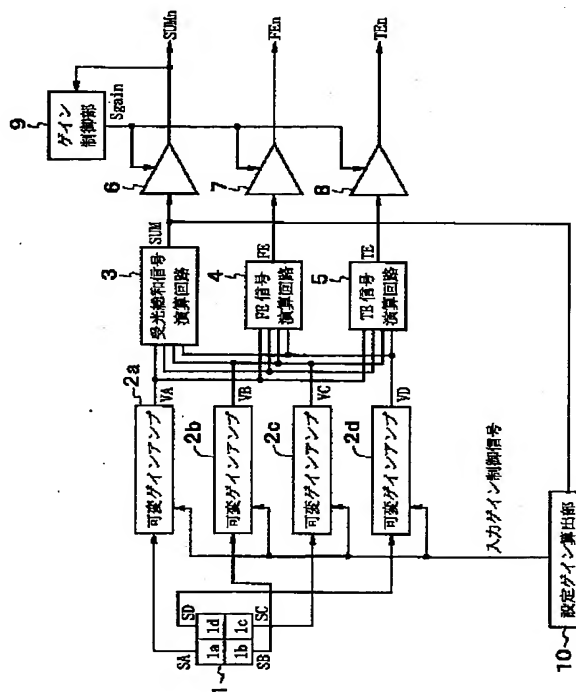 9
ゲイン
制御部
Sgain
SUMn
FEn
TEn
6
7
8
SUM
FE
TE
3
受光総和信号
演算回路
4
FE信号
演算回路
5
TE信号
演算回路
2a
VA
可変ゲインアンプ
2b
VB
可変ゲインアンプ
2c
VC
可変ゲインアンプ
2d
VD
可変ゲインアンプ
入力ゲイン制御信号
SA
SD
1a
1d
1b
1c
SB
SC
1
10
設定ゲイン算出部